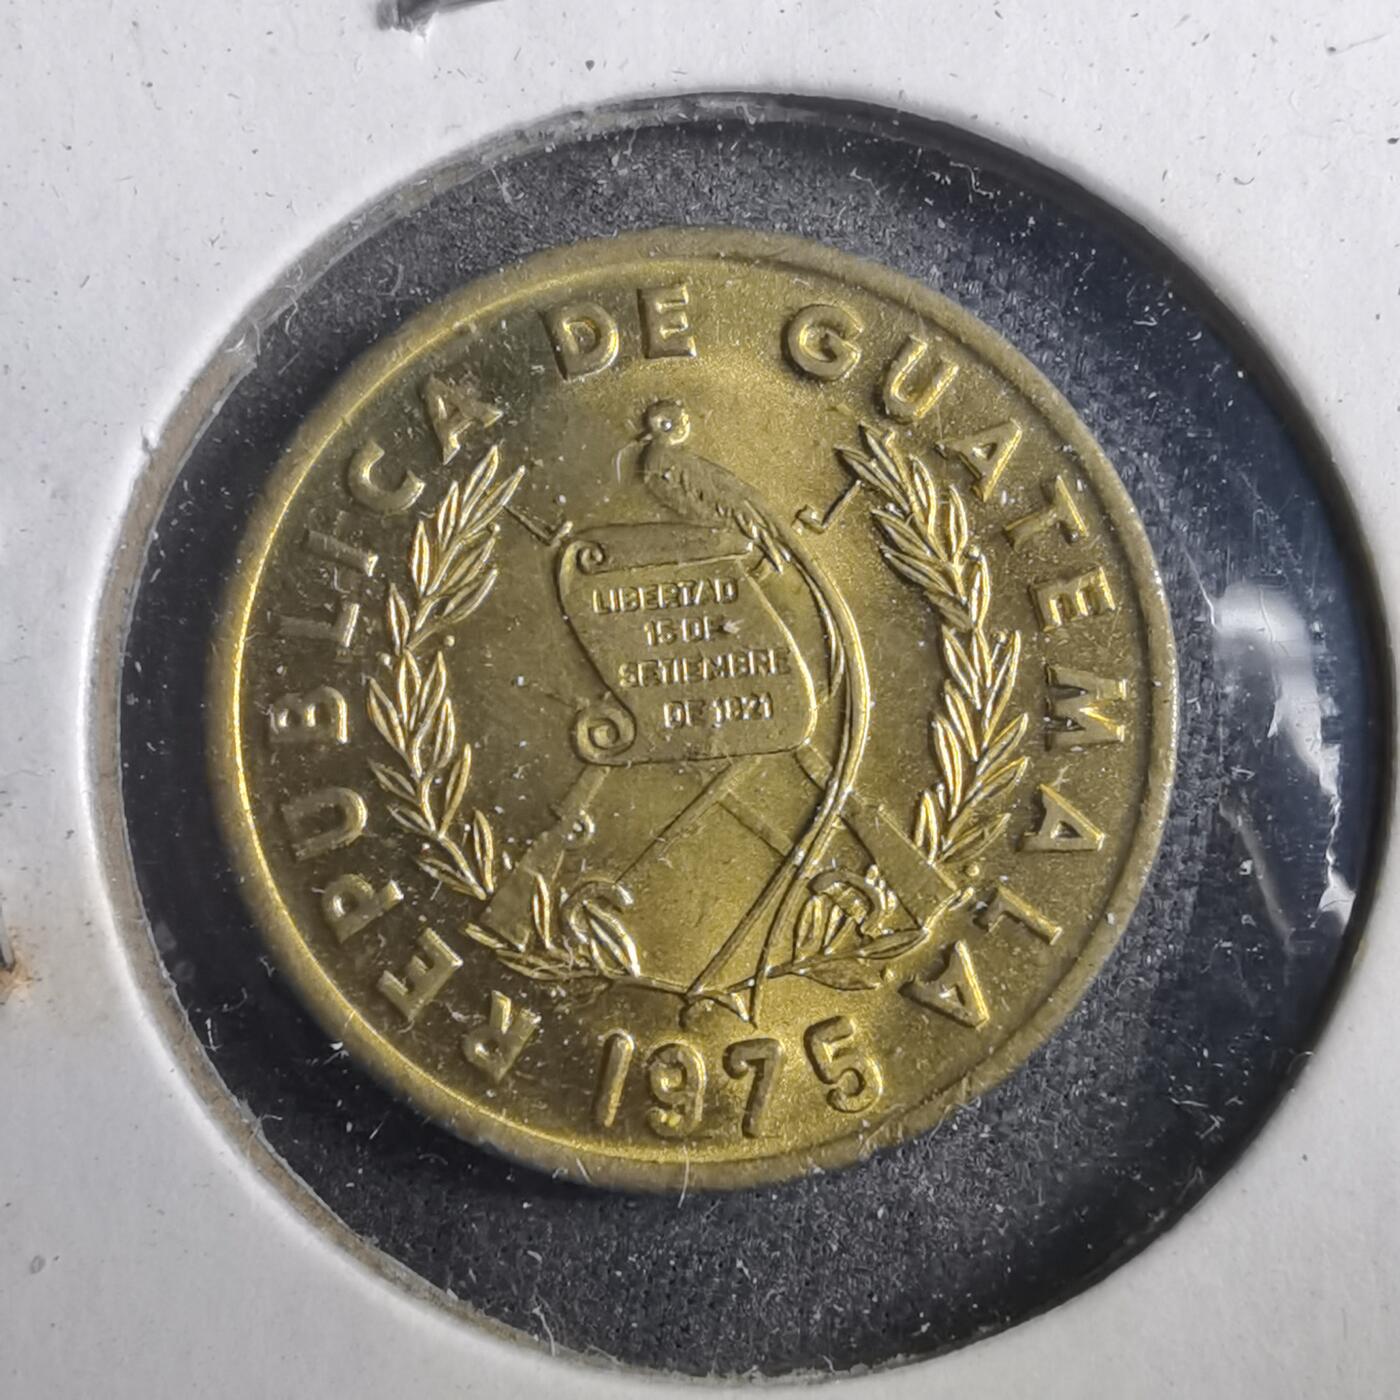 REPUBLICA DE GUATEMALA
LIBERTAD
15 DE
SETIEMBRE
DE 1821
1975